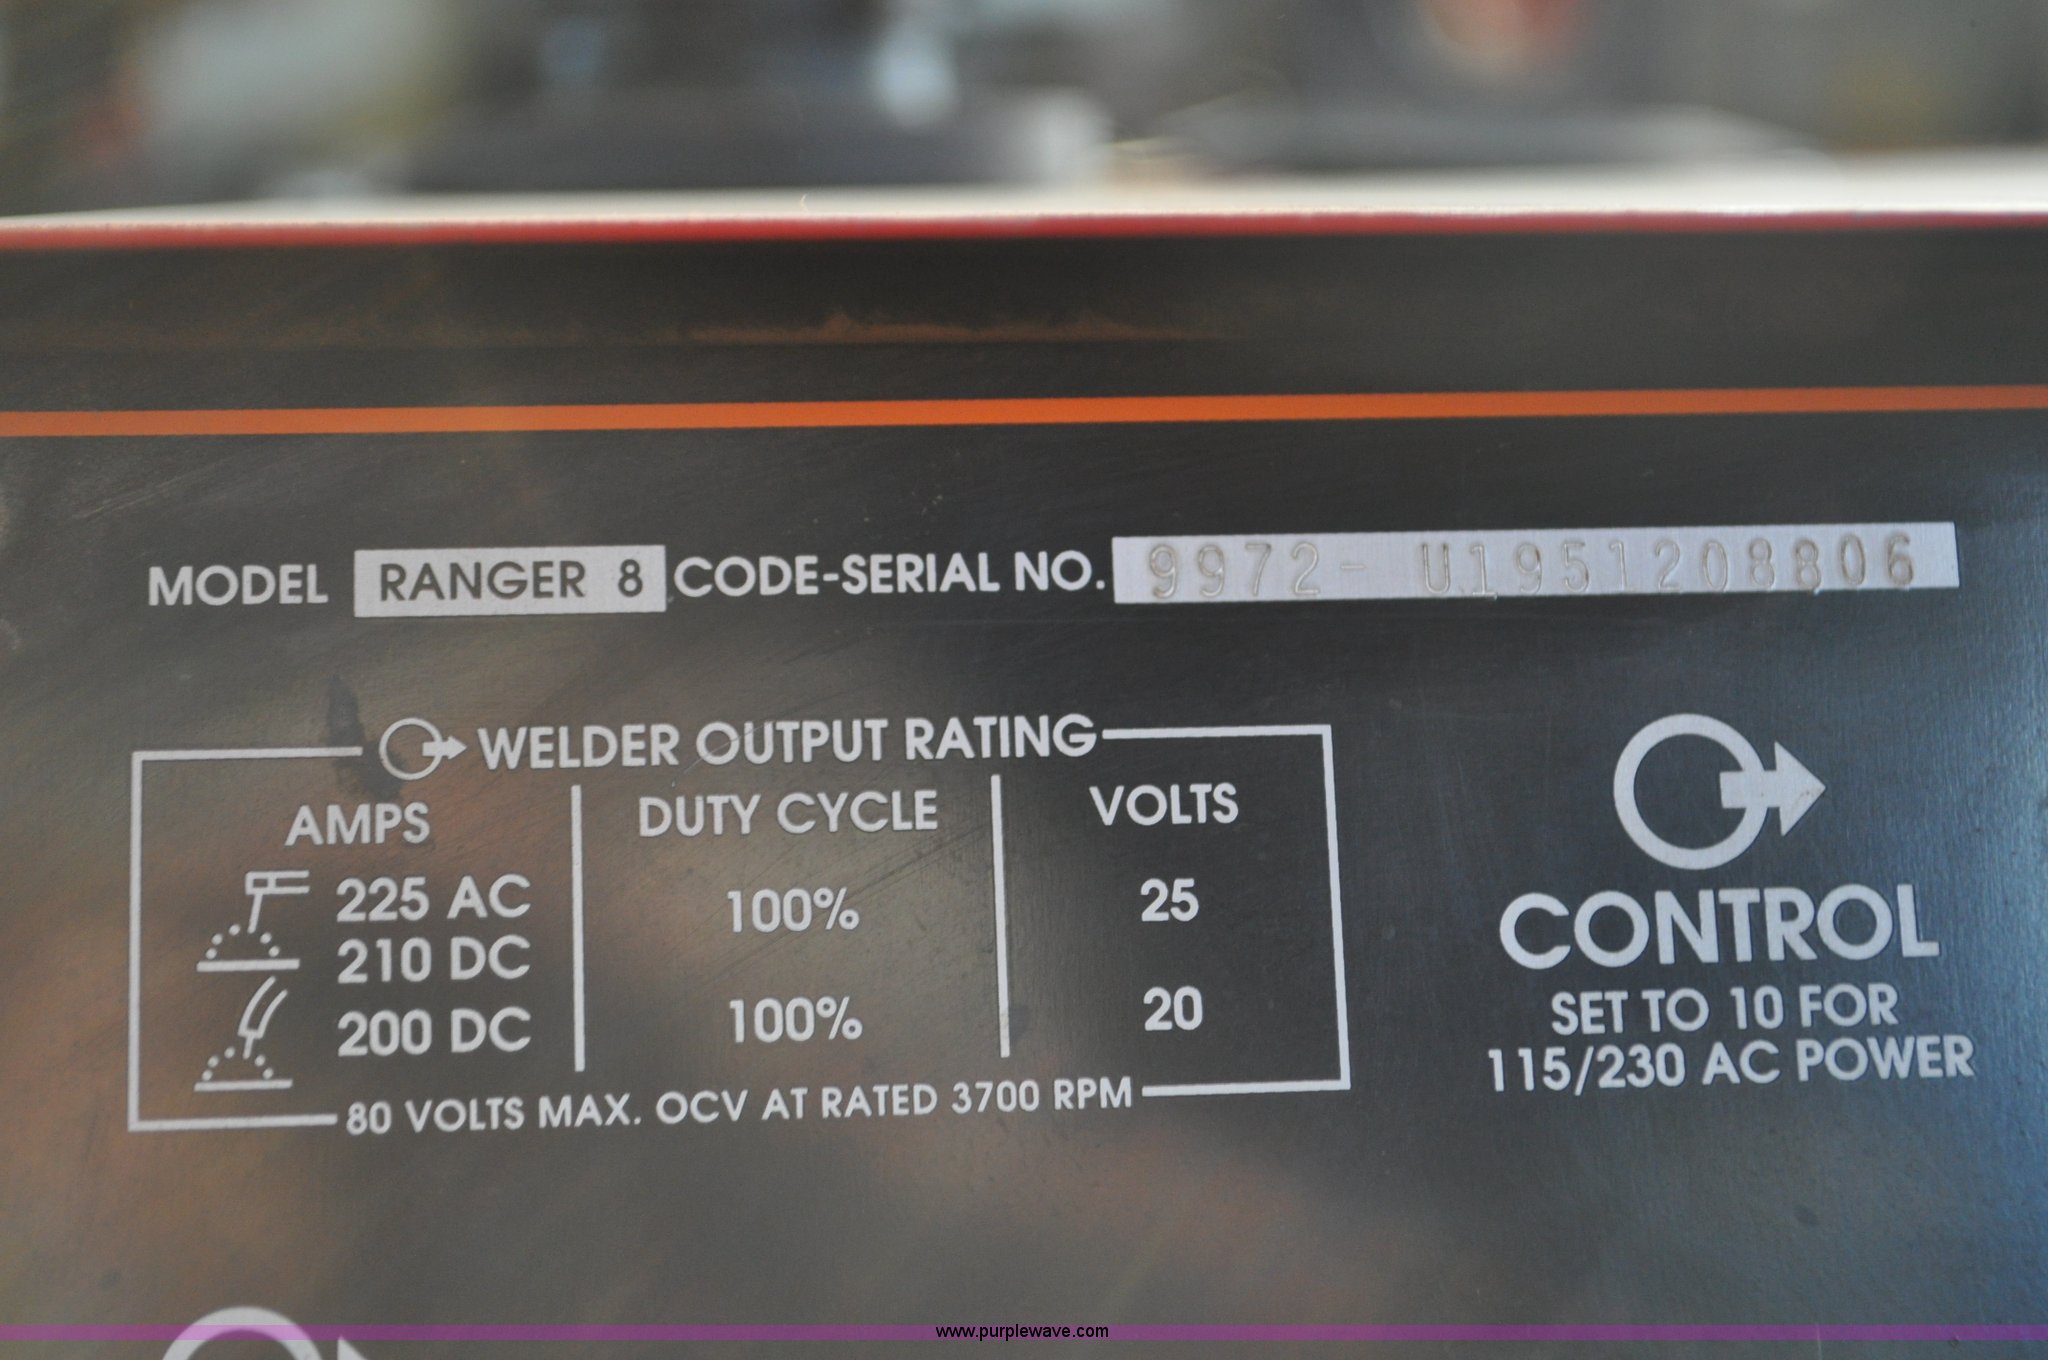 MODEL RANGER 8 CODE-SERIAL NO. 9972- U1951208806
WELDER OUTPUT RATING
AMPS DUTY CYCLE VOLTS
225 AC 100% 25
210 DC
200 DC 100% 20
80 VOLTS MAX. OCV AT RATED 3700 RPM
CONTROL
SET TO 10 FOR
115/230 AC POWER
www.purplewave.com